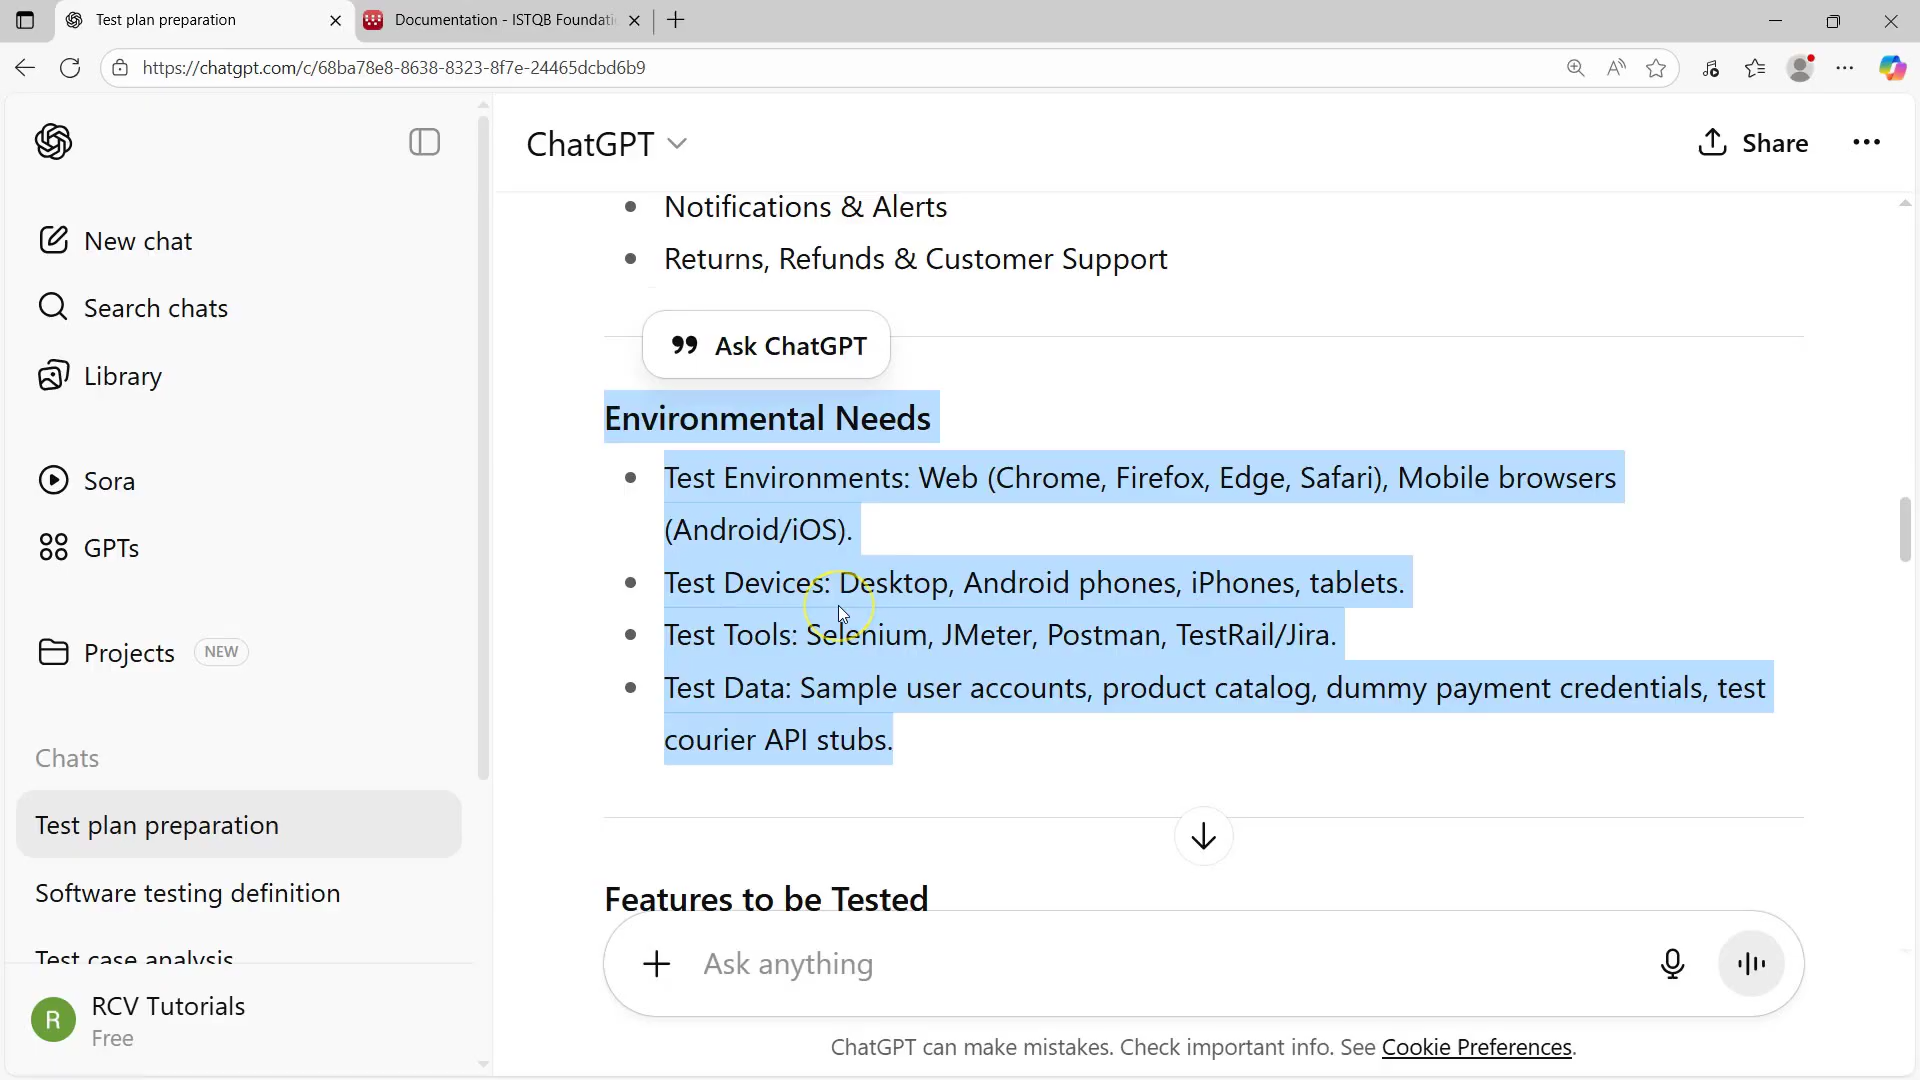 Test plan preparation
Documentation - ISTQB Foundati
https://chatgpt.com/c/68ba78e8-8638-8323-8f7e-24465dcbd6b9
New chat
Search chats
Library
Sora
GPTs
Projects NEW
Chats
Test plan preparation
Software testing definition
Test case analysis
R
RCV Tutorials
Free
ChatGPT
Share
Notifications & Alerts
Returns, Refunds & Customer Support
Ask ChatGPT
Environmental Needs
Test Environments: Web (Chrome, Firefox, Edge, Safari), Mobile browsers
(Android/iOS).
Test Devices: Desktop, Android phones, iPhones, tablets.
Test Tools: Selenium, JMeter, Postman, TestRail/Jira.
Test Data: Sample user accounts, product catalog, dummy payment credentials, test
courier API stubs.
Features to be Tested
Ask anything
ChatGPT can make mistakes. Check important info. See Cookie Preferences.